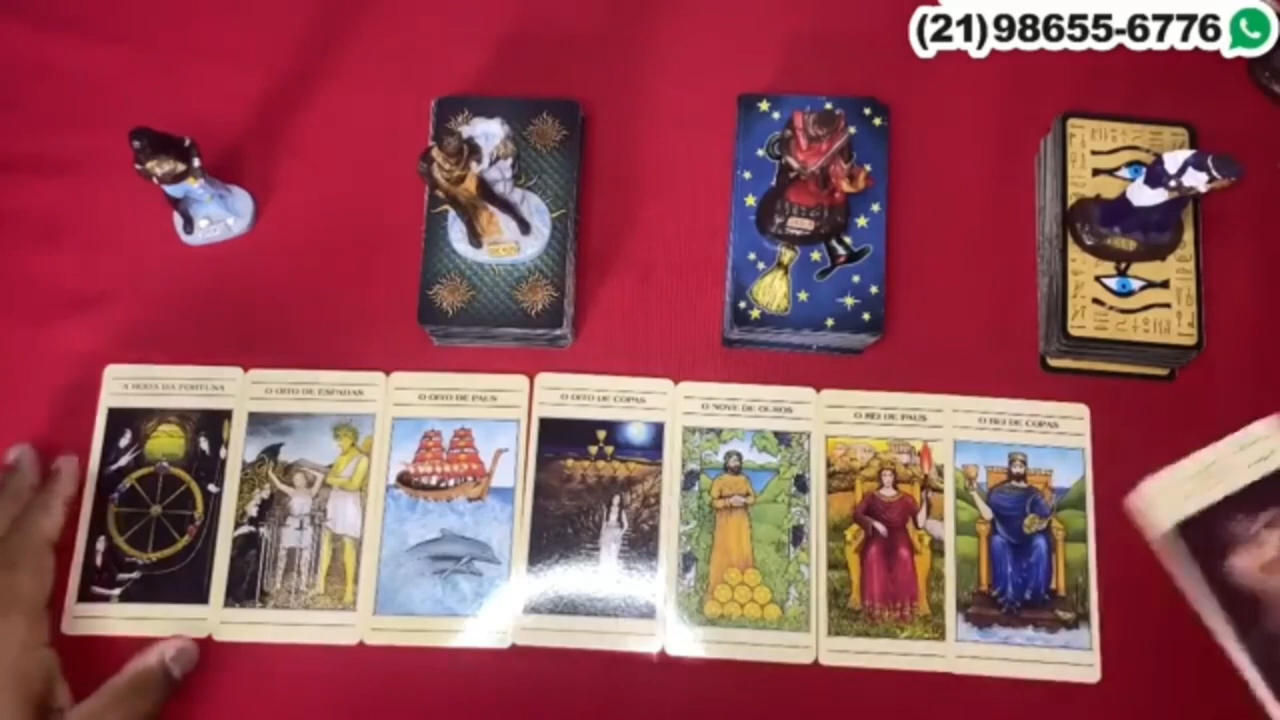 (21)98655-6776
A RODA DA FORTUNA
O OITO DE ESPADAS
O OITO DE PAUS
O OITO DE COPAS
O NOVE DE OUROS
O REI DE PAUS
O REI DE COPAS